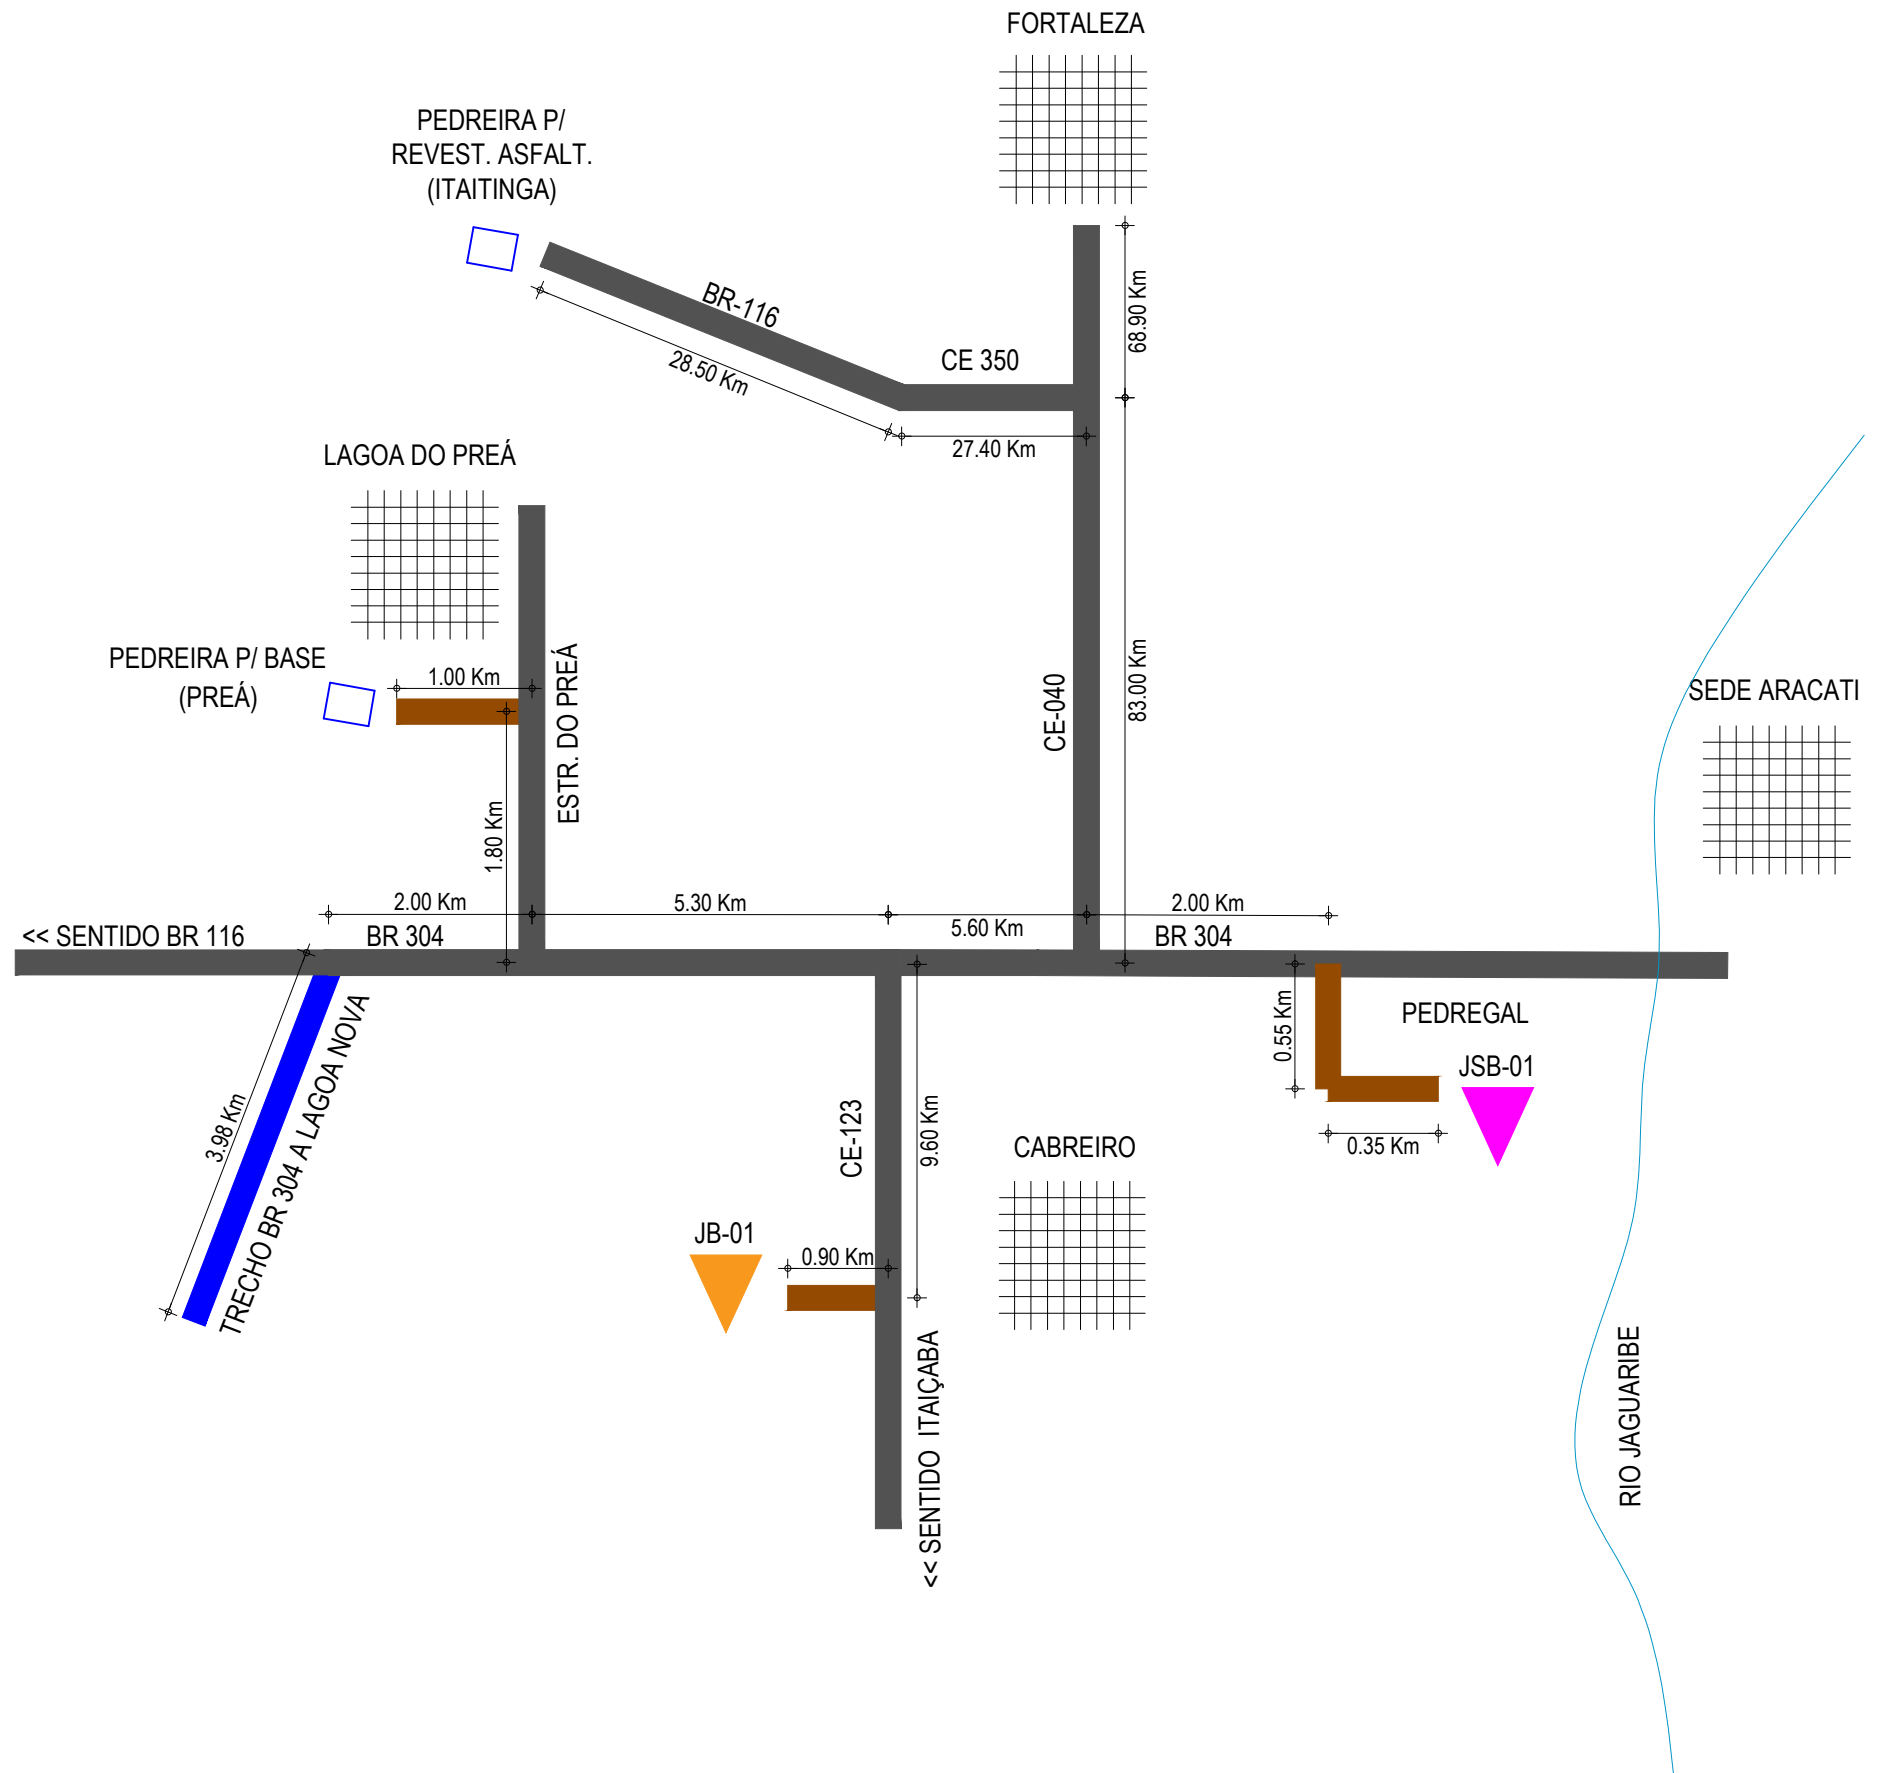 FORTALEZA
PEDREIRA P/
REVEST. ASFALT.
(ITAITINGA)
BR-116
28.50 Km
CE 350
27.40 Km
68.90 Km
LAGOA DO PREÁ
PEDREIRA P/ BASE
(PREÁ)
1.00 Km
ESTR. DO PREÁ
1.80 Km
CE-040
83.00 Km
SEDE ARACATI
2.00 Km
5.30 Km
5.60 Km
2.00 Km
<< SENTIDO BR 116
BR 304
BR 304
3.98 Km
TRECHO BR 304 A LAGOA NOVA
0.55 Km
PEDREGAL
JSB-01
0.35 Km
CE-123
9.60 Km
CABREIRO
JB-01
0.90 Km
<< SENTIDO ITAIÇABA
RIO JAGUARIBE